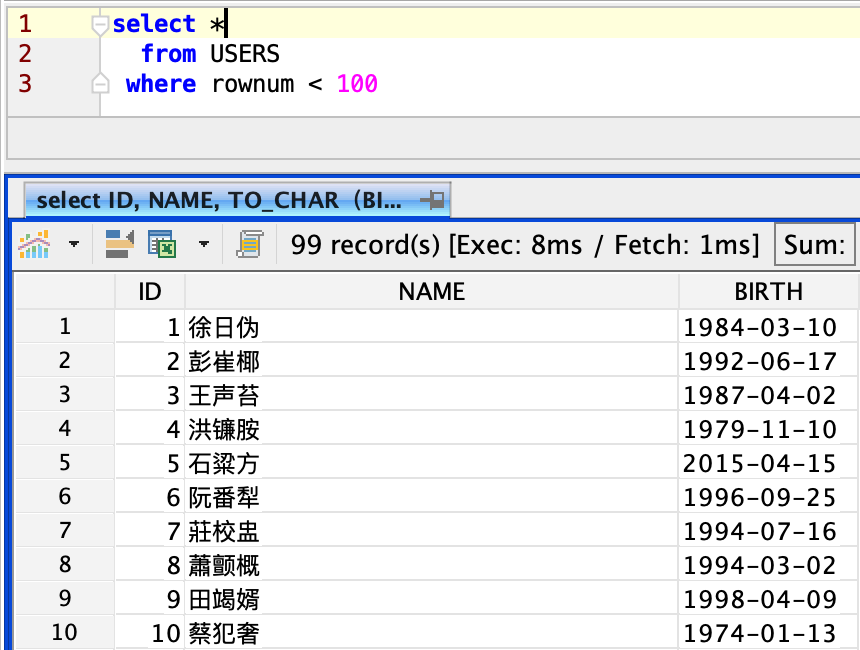 1 select *
2 from USERS
3 where rownum < 100
select ID, NAME, TO_CHAR (BI...
99 record(s) [Exec: 8ms / Fetch: 1ms] Sum:
ID NAME BIRTH
1 1 徐日伪 1984-03-10
2 2 彭崔椰 1992-06-17
3 3 王声苔 1987-04-02
4 4 洪镰胺 1979-11-10
5 5 石粱方 2015-04-15
6 6 阮番犁 1996-09-25
7 7 莊校盅 1994-07-16
8 8 蕭颤概 1994-03-02
9 9 田竭婿 1998-04-09
10 10 蔡犯奢 1974-01-13